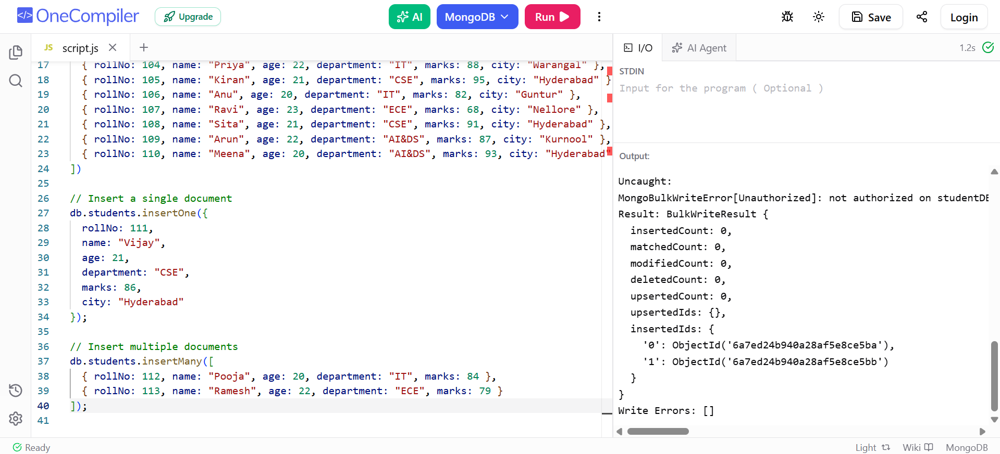 </> OneCompiler
Upgrade
AI
MongoDB
Run
Save
Login
JS script.js
I/O
AI Agent
1.2s
17 { rollNo: 104, name: "Priya", age: 22, department: "IT", marks: 88, city: "Warangal" },
18 { rollNo: 105, name: "Kiran", age: 21, department: "CSE", marks: 95, city: "Hyderabad" }
19 { rollNo: 106, name: "Anu", age: 20, department: "IT", marks: 82, city: "Guntur" },
20 { rollNo: 107, name: "Ravi", age: 23, department: "ECE", marks: 68, city: "Nellore" },
21 { rollNo: 108, name: "Sita", age: 21, department: "CSE", marks: 91, city: "Hyderabad" },
22 { rollNo: 109, name: "Arun", age: 22, department: "AI&DS", marks: 87, city: "Kurnool" },
23 { rollNo: 110, name: "Meena", age: 20, department: "AI&DS", marks: 93, city: "Hyderabad"
24 ])
25
26 // Insert a single document
27 db.students.insertOne({
28 rollNo: 111,
29 name: "Vijay",
30 age: 21,
31 department: "CSE",
32 marks: 86,
33 city: "Hyderabad"
34 });
35
36 // Insert multiple documents
37 db.students.insertMany([
38 { rollNo: 112, name: "Pooja", age: 20, department: "IT", marks: 84 },
39 { rollNo: 113, name: "Ramesh", age: 22, department: "ECE", marks: 79 }
40 ]);
41
STDIN
Input for the program ( Optional )
Output:
Uncaught:
MongoBulkWriteError[Unauthorized]: not authorized on studentDB
Result: BulkWriteResult {
insertedCount: 0,
matchedCount: 0,
modifiedCount: 0,
deletedCount: 0,
upsertedCount: 0,
upsertedIds: {},
insertedIds: {
'0': ObjectId('6a7ed24b940a28af5e8ce5ba'),
'1': ObjectId('6a7ed24b940a28af5e8ce5bb')
}
}
Write Errors: []
Ready
Light
Wiki
MongoDB